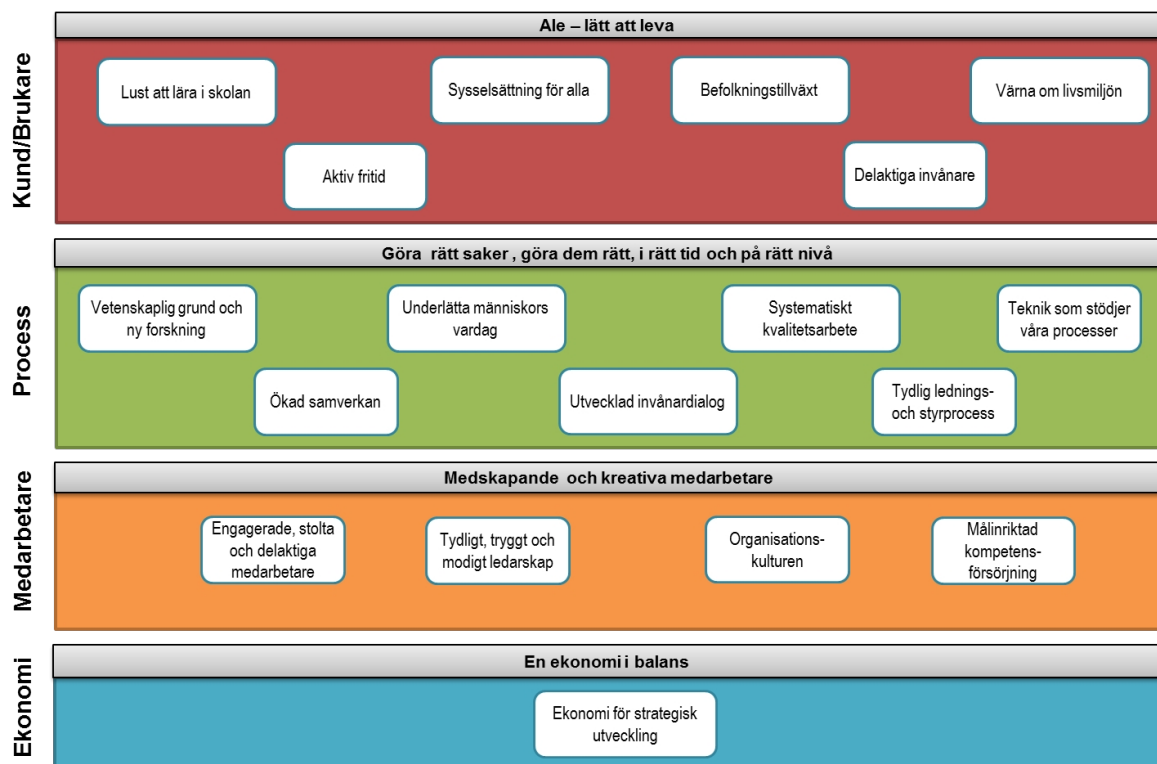 Kund/Brukare
Ale – lätt att leva
Lust att lära i skolan
Sysselsättning för alla
Befolkningstillväxt
Värna om livsmiljön
Aktiv fritid
Delaktiga invånare
Process
Göra rätt saker , göra dem rätt, i rätt tid och på rätt nivå
Vetenskaplig grund och
ny forskning
Underlätta människors
vardag
Systematiskt
kvalitetsarbete
Teknik som stödjer
våra processer
Ökad samverkan
Utvecklad invånardialog
Tydlig lednings-
och styrprocess
Medarbetare
Medskapande och kreativa medarbetare
Engagerade, stolta
och delaktiga
medarbetare
Tydligt, tryggt och
modigt ledarskap
Organisations-
kulturen
Målinriktad
kompetens-
försörjning
Ekonomi
En ekonomi i balans
Ekonomi för strategisk
utveckling